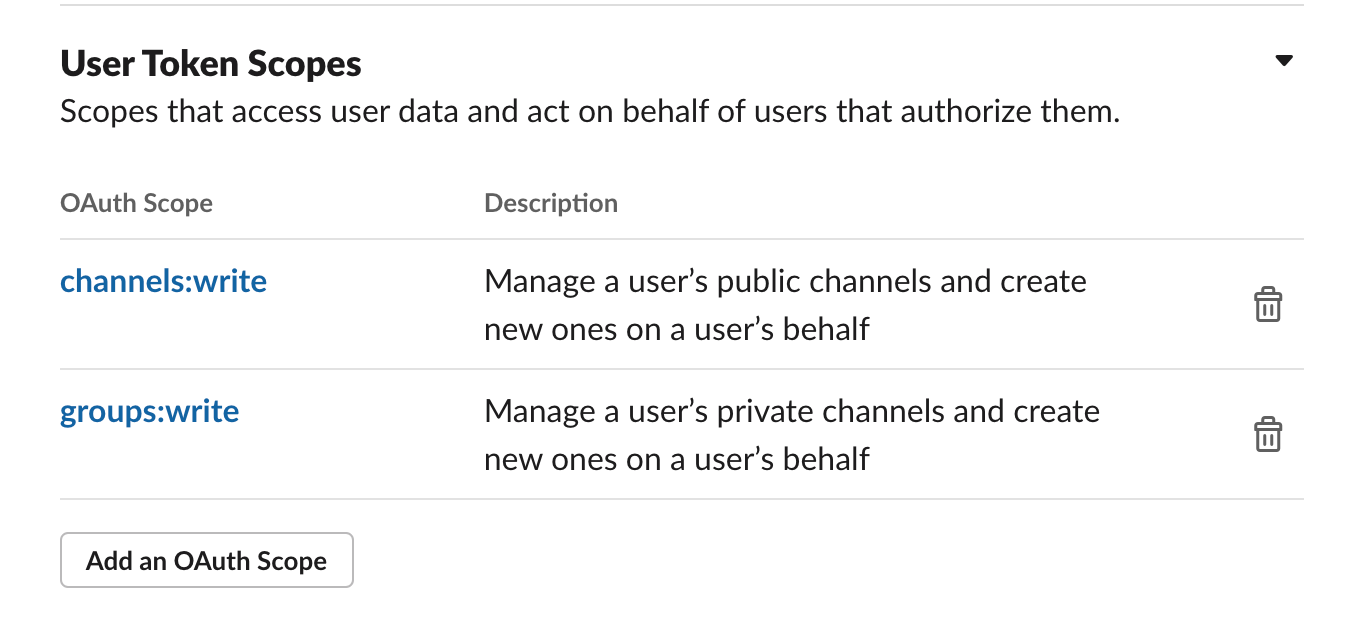 User Token Scopes
Scopes that access user data and act on behalf of users that authorize them.
OAuth Scope Description
channels:write Manage a user’s public channels and create
new ones on a user’s behalf
groups:write Manage a user’s private channels and create
new ones on a user’s behalf
Add an OAuth Scope